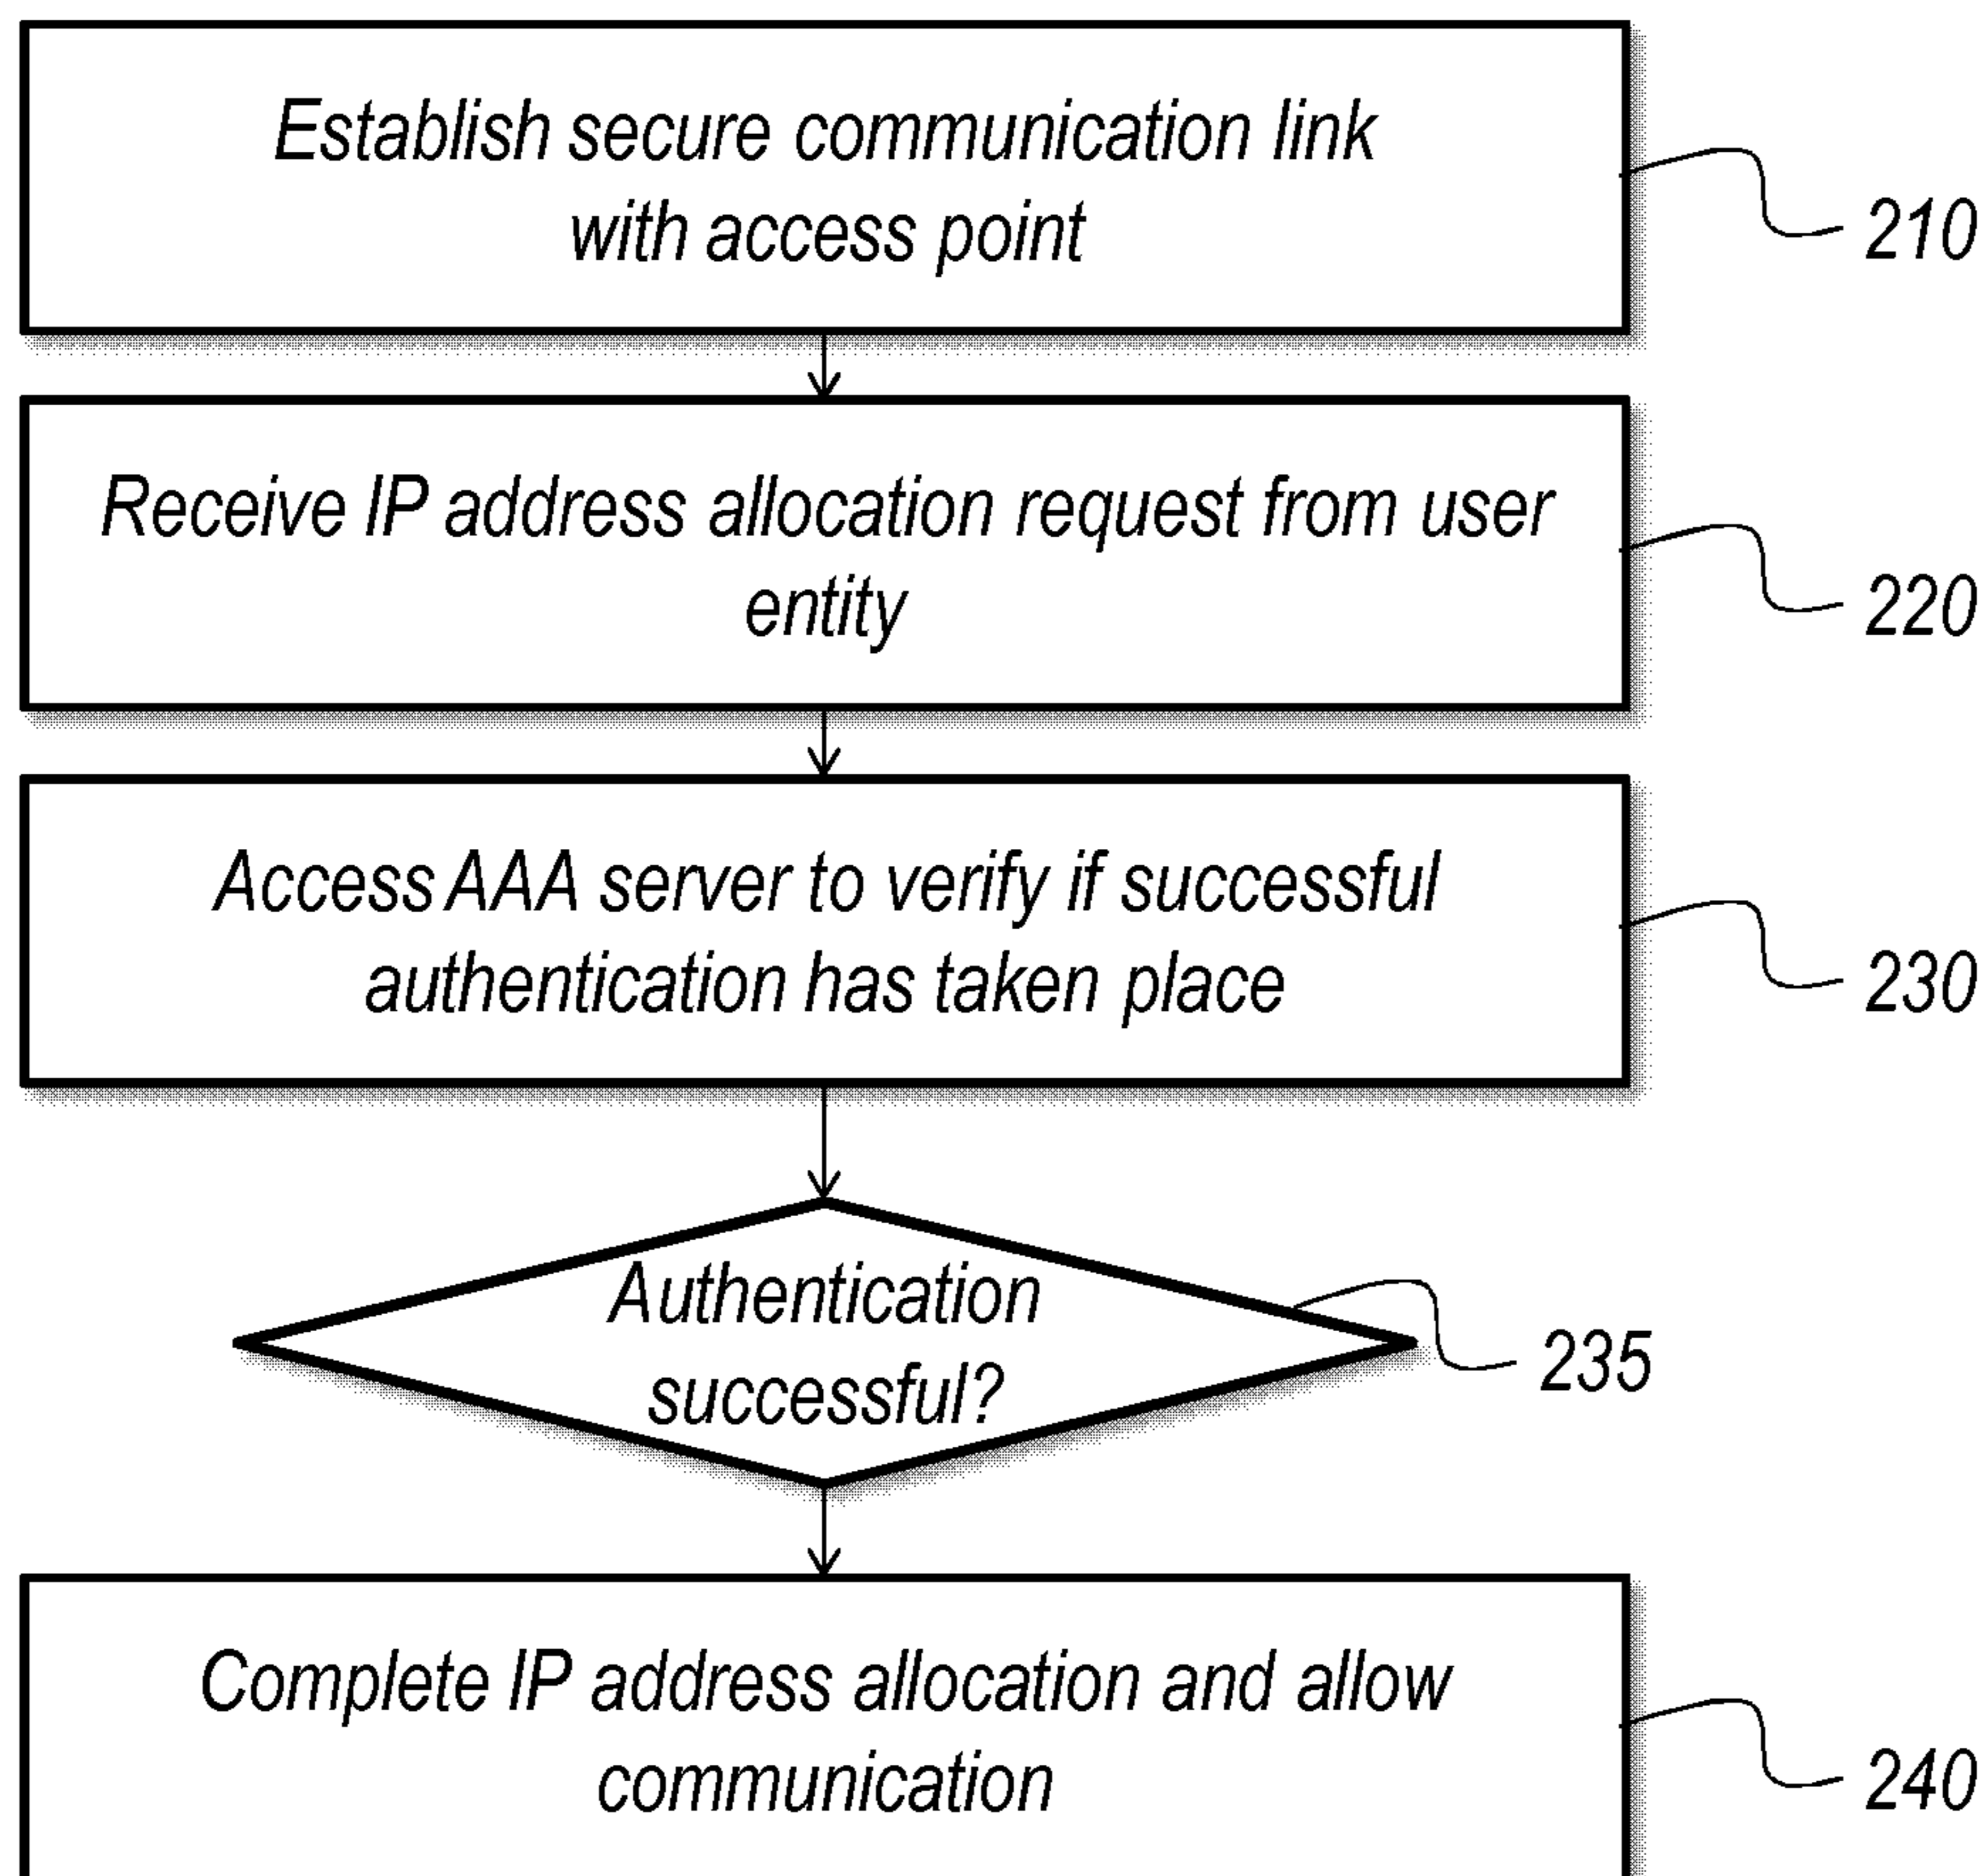 Establish secure communication link
with access point
210
Receive IP address allocation request from user
entity
220
Access AAA server to verify if successful
authentication has taken place
230
Authentication
successful?
235
Complete IP address allocation and allow
communication
240